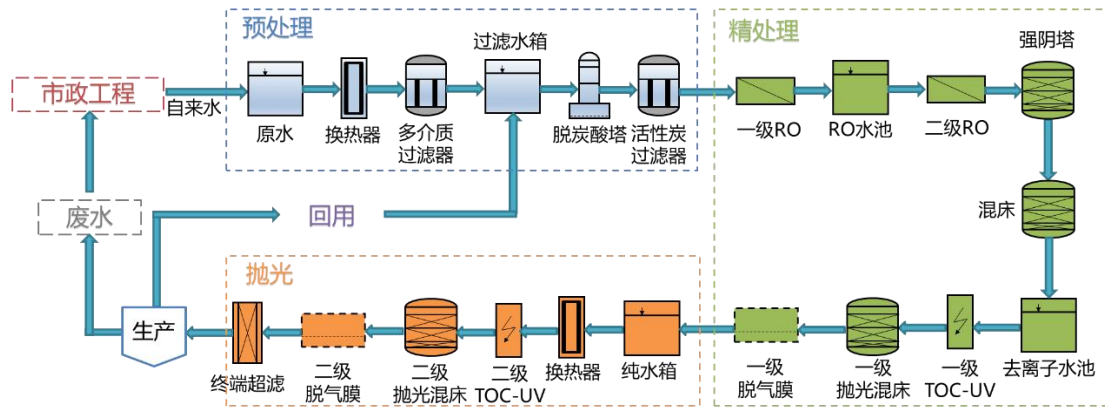 预处理
精处理
过滤水箱
强阴塔
市政工程
自来水
原水
换热器
多介质
过滤器
脱炭酸塔
活性炭
过滤器
一级RO
RO水池
二级RO
废水
回用
混床
抛光
生产
终端超滤
二级
脱气膜
二级
抛光混床
二级
TOC-UV
换热器
纯水箱
一级
脱气膜
一级
抛光混床
一级
TOC-UV
去离子水池